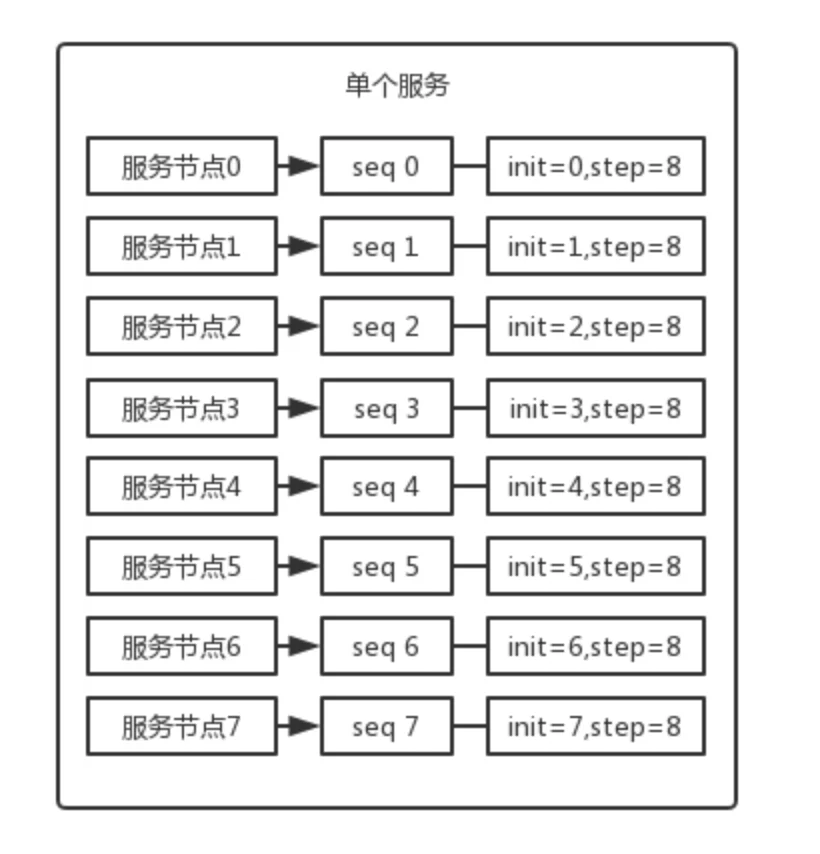 单个服务
服务节点0 seq 0 init=0,step=8
服务节点1 seq 1 init=1,step=8
服务节点2 seq 2 init=2,step=8
服务节点3 seq 3 init=3,step=8
服务节点4 seq 4 init=4,step=8
服务节点5 seq 5 init=5,step=8
服务节点6 seq 6 init=6,step=8
服务节点7 seq 7 init=7,step=8